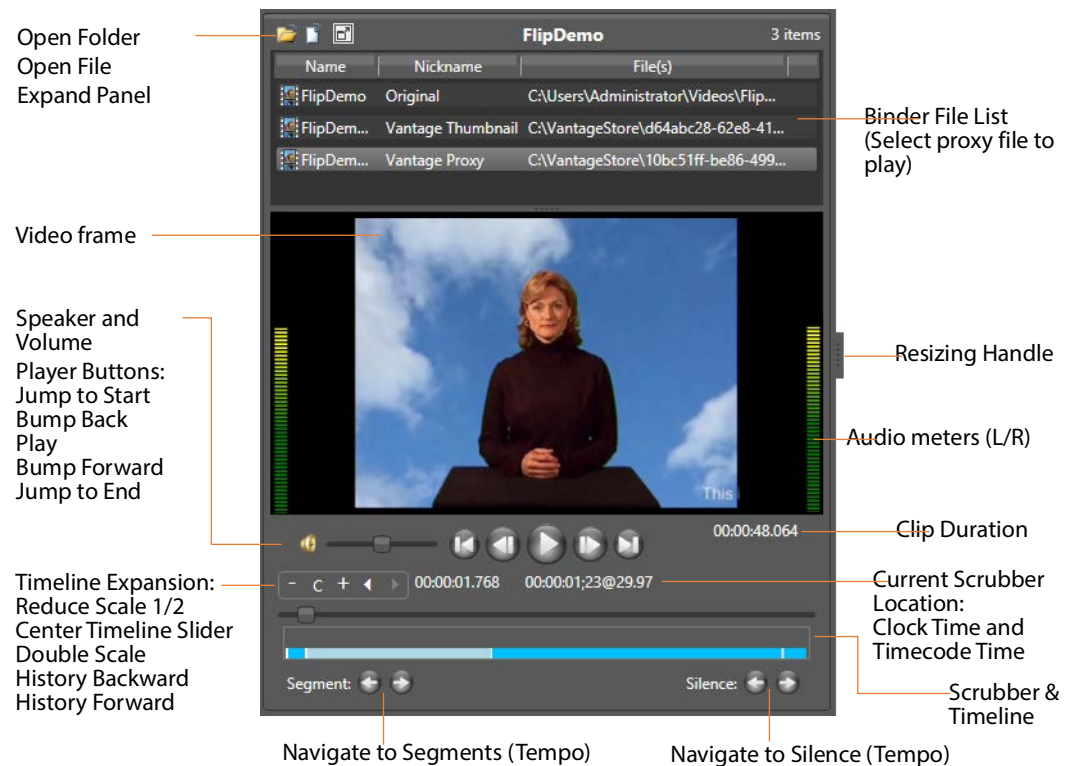 Open Folder
Open File
Expand Panel
FlipDemo
3 items
Name Nickname File(s)
FlipDemo Original C:\Users\Administrator\Videos\Flip...
FlipDem... Vantage Thumbnail C:\VantageStore\d64abc28-62e8-41...
FlipDem... Vantage Proxy C:\VantageStore\10bc51ff-be86-499...
Binder File List
(Select proxy file to
play)
Video frame
Speaker and
Volume
Player Buttons:
Jump to Start
Bump Back
Play
Bump Forward
Jump to End
This
Resizing Handle
Audio meters (L/R)
00:00:48.064
Clip Duration
Timeline Expansion:
Reduce Scale 1/2
Center Timeline Slider
Double Scale
History Backward
History Forward
- C +
00:00:01.768 00:00:01;23@29.97
Current Scrubber
Location:
Clock Time and
Timecode Time
Segment:
Silence:
Scrubber &
Timeline
Navigate to Segments (Tempo)
Navigate to Silence (Tempo)